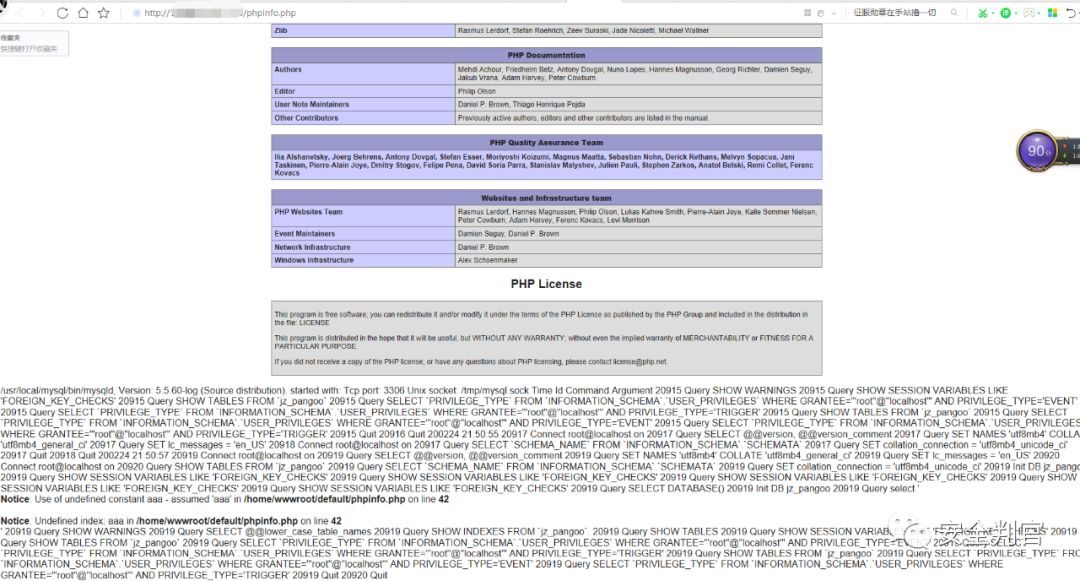 http:// /phpinfo.php
征服勋章在手站撸一切
收藏夹
快捷键打开收藏夹
Zlib Rasmus Lerdorf, Stefan Roehrich, Zeev Suraski, Jade Nicoletti, Michael Wallner
PHP Documentation
Authors Mehdi Achour, Friedhelm Betz, Antony Dovgal, Nuno Lopes, Hannes Magnusson, Georg Richter, Damien Seguy,
Jakub Vrana, Adam Harvey, Peter Cowburn
Editor Philip Olson
User Note Maintainers Daniel P. Brown, Thiago Henrique Pojda
Other Contributors Previously active authors, editors and other contributors are listed in the manual.
PHP Quality Assurance Team
Ilia Alshanetsky, Joerg Behrens, Antony Dovgal, Stefan Esser, Moriyoshi Koizumi, Magnus Maatta, Sebastian Nohn, Derick Rethans, Melvyn Sopacua, Jani
Taskinen, Pierre-Alain Joye, Dmitry Stogov, Felipe Pena, David Soria Parra, Stanislav Malyshev, Julien Pauli, Stephen Zarkos, Anatol Belski, Remi Collet, Ferenc
Kovacs
Websites and Infrastructure team
PHP Websites Team Rasmus Lerdorf, Hannes Magnusson, Philip Olson, Lukas Kahwe Smith, Pierre-Alain Joye, Kalle Sommer Nielsen,
Peter Cowburn, Adam Harvey, Ferenc Kovacs, Levi Morrison
Event Maintainers Damien Seguy, Daniel P. Brown
Network Infrastructure Daniel P. Brown
Windows Infrastructure Alex Schoenmaker
90
PHP License
This program is free software; you can redistribute it and/or modify it under the terms of the PHP License as published by the PHP Group and included in the distribution in
the file: LICENSE
This program is distributed in the hope that it will be useful, but WITHOUT ANY WARRANTY; without even the implied warranty of MERCHANTABILITY or FITNESS FOR A
PARTICULAR PURPOSE.
If you did not receive a copy of the PHP license, or have any questions about PHP licensing, please contact license@php.net.
/usr/local/mysql/bin/mysqld, Version: 5.5.60-log (Source distribution). started with: Tcp port: 3306 Unix socket: /tmp/mysql.sock Time Id Command Argument 20915 Query SHOW WARNINGS 20915 Query SHOW SESSION VARIABLES LIKE
'FOREIGN_KEY_CHECKS' 20915 Query SHOW TABLES FROM `jz_pangoo` 20915 Query SELECT `PRIVILEGE_TYPE` FROM `INFORMATION_SCHEMA`.`USER_PRIVILEGES` WHERE GRANTEE='''root''@''localhost''' AND PRIVILEGE_TYPE='EVENT'
20915 Query SELECT `PRIVILEGE_TYPE` FROM `INFORMATION_SCHEMA`.`USER_PRIVILEGES` WHERE GRANTEE='''root''@''localhost''' AND PRIVILEGE_TYPE='TRIGGER' 20915 Query SHOW TABLES FROM `jz_pangoo` 20915 Query SELECT
`PRIVILEGE_TYPE` FROM `INFORMATION_SCHEMA`.`USER_PRIVILEGES` WHERE GRANTEE='''root''@''localhost''' AND PRIVILEGE_TYPE='EVENT' 20915 Query SELECT `PRIVILEGE_TYPE` FROM `INFORMATION_SCHEMA`.`USER_PRIVILEGES`
WHERE GRANTEE='''root''@''localhost''' AND PRIVILEGE_TYPE='TRIGGER' 20915 Quit 20916 Quit 200224 21:50:55 20917 Connect root@localhost on 20917 Query SELECT @@version, @@version_comment 20917 Query SET NAMES 'utf8mb4' COLLA
'utf8mb4_general_ci' 20917 Query SET lc_messages = 'en_US' 20918 Connect root@localhost on 20917 Query SELECT `SCHEMA_NAME` FROM `INFORMATION_SCHEMA`.`SCHEMATA` 20917 Query SET collation_connection = 'utf8mb4_unicode_ci'
20917 Quit 20918 Quit 200224 21:50:57 20919 Connect root@localhost on 20919 Query SELECT @@version, @@version_comment 20919 Query SET NAMES 'utf8mb4' COLLATE 'utf8mb4_general_ci' 20919 Query SET lc_messages = 'en_US' 20920
Connect root@localhost on 20920 Query SHOW TABLES FROM `jz_pangoo` 20919 Query SELECT `SCHEMA_NAME` FROM `INFORMATION_SCHEMA`.`SCHEMATA` 20919 Query SET collation_connection = 'utf8mb4_unicode_ci' 20919 Init DB jz_pango
20919 Query SHOW SESSION VARIABLES LIKE 'FOREIGN_KEY_CHECKS' 20919 Query SHOW SESSION VARIABLES LIKE 'FOREIGN_KEY_CHECKS' 20919 Query SHOW SESSION VARIABLES LIKE 'FOREIGN_KEY_CHECKS' 20919 Query SHOW
SESSION VARIABLES LIKE 'FOREIGN_KEY_CHECKS' 20919 Query SHOW SESSION VARIABLES LIKE 'FOREIGN_KEY_CHECKS' 20919 Query SELECT DATABASE() 20919 Init DB jz_pangoo 20919 Query select '
Notice: Use of undefined constant aaa - assumed 'aaa' in /home/wwwroot/default/phpinfo.php on line 42
Notice: Undefined index: aaa in /home/wwwroot/default/phpinfo.php on line 42
' 20919 Query SHOW WARNINGS 20919 Query SELECT @@lower_case_table_names 20919 Query SHOW INDEXES FROM `jz_pangoo`. 20919 Query SHOW TABLES 20919 Query SHOW SESSION VARIABL LIKE 'FOREIGN_KEY_CHECKS' 20919 Query
SHOW TABLES FROM `jz_pangoo` 20919 Query SELECT `PRIVILEGE_TYPE` FROM `INFORMATION_SCHEMA`.`USER_PRIVILEGES` WHERE GRANTEE='''root''@''localhost''' AND PRIVILEGE_TYPE='EVENT' 20919 Query SELECT
`PRIVILEGE_TYPE` FROM `INFORMATION_SCHEMA`.`USER_PRIVILEGES` WHERE GRANTEE='''root''@''localhost''' AND PRIVILEGE_TYPE='TRIGGER' 20919 Query SHOW TABLES FROM `jz_pangoo` 20919 Query SELECT `PRIVILEGE_TYPE` FRO
`INFORMATION_SCHEMA`.`USER_PRIVILEGES` WHERE GRANTEE='''root''@''localhost''' AND PRIVILEGE_TYPE='EVENT' 20919 Query SELECT `PRIVILEGE_TYPE` FROM `INFORMATION_SCHEMA`.`USER_PRIVILEGES` WHERE
GRANTEE='''root''@''localhost''' AND PRIVILEGE_TYPE='TRIGGER' 20919 Quit 20920 Quit
安全判官